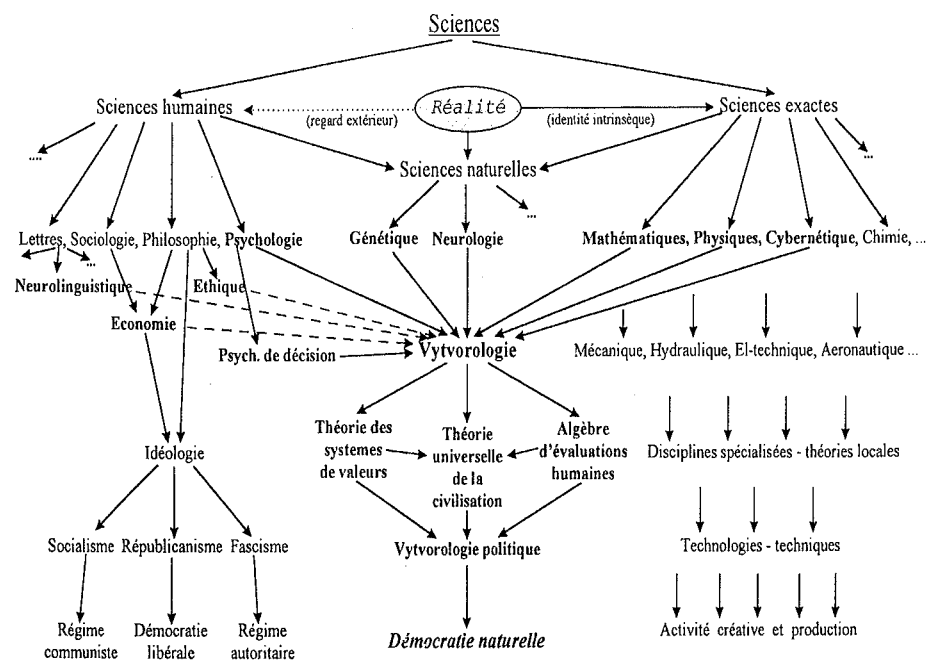 Sciences
Sciences humaines
Réalité
Sciences exactes
(regard extérieur)
(identité intrinsèque)
....
Sciences naturelles
...
...
Lettres, Sociologie, Philosophie, Psychologie
Génétique Neurologie
Mathématiques, Physiques, Cybernétique, Chimie, ...
...
Neurolinguistique
Ethique
Economie
Psych. de décision
Vytvorologie
Mécanique, Hydraulique, El-technique, Aeronautique ...
Théorie des
systemes
de valeurs
Théorie
universelle
de la
civilisation
Algèbre
d'évaluations
humaines
Idéologie
Disciplines spécialisées - théories locales
Socialisme Républicanisme Fascisme
Vytvorologie politique
Technologies - techniques
Régime
communiste
Démocratie
libérale
Régime
autoritaire
Démocratie naturelle
Activité créative et production